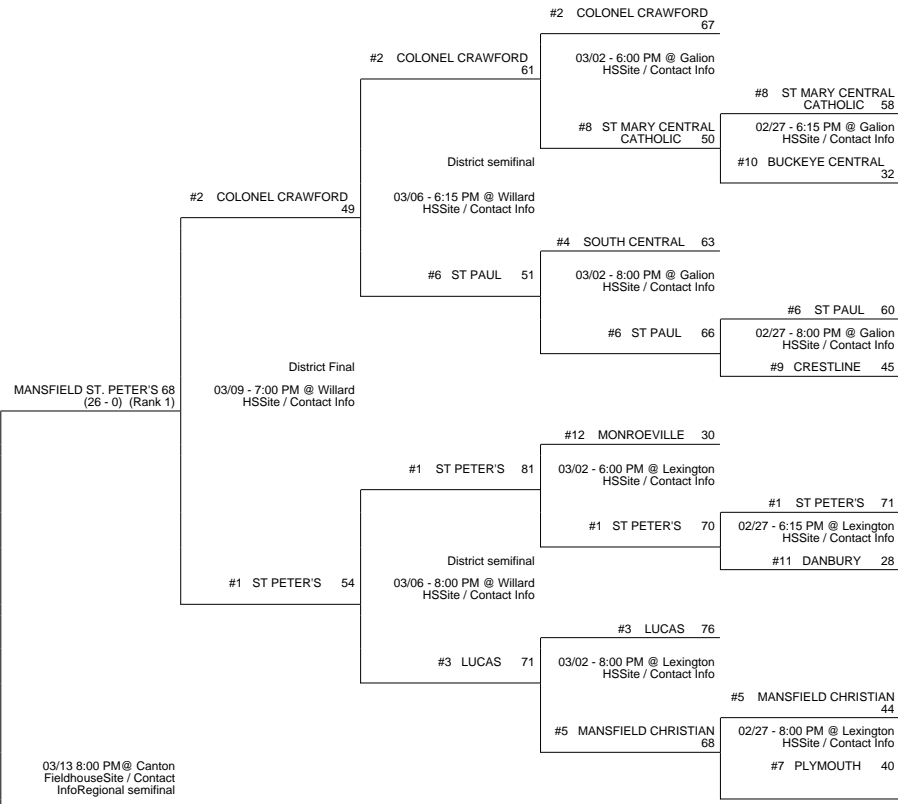 #2 COLONEL CRAWFORD
67
#2 COLONEL CRAWFORD
61
03/02 - 6:00 PM @ Galion
HSSite / Contact Info
#8 ST MARY CENTRAL
CATHOLIC 58
#8 ST MARY CENTRAL
CATHOLIC 50
02/27 - 6:15 PM @ Galion
HSSite / Contact Info
District semifinal
#10 BUCKEYE CENTRAL
32
#2 COLONEL CRAWFORD
49
03/06 - 6:15 PM @ Willard
HSSite / Contact Info
#4 SOUTH CENTRAL 63
#6 ST PAUL 51
03/02 - 8:00 PM @ Galion
HSSite / Contact Info
#6 ST PAUL 60
#6 ST PAUL 66
02/27 - 8:00 PM @ Galion
HSSite / Contact Info
District Final
#9 CRESTLINE 45
MANSFIELD ST. PETER'S 68
(26 - 0) (Rank 1)
03/09 - 7:00 PM @ Willard
HSSite / Contact Info
#12 MONROEVILLE 30
#1 ST PETER'S 81
03/02 - 6:00 PM @ Lexington
HSSite / Contact Info
#1 ST PETER'S 71
#1 ST PETER'S 70
02/27 - 6:15 PM @ Lexington
HSSite / Contact Info
District semifinal
#11 DANBURY 28
#1 ST PETER'S 54
03/06 - 8:00 PM @ Willard
HSSite / Contact Info
#3 LUCAS 76
#3 LUCAS 71
03/02 - 8:00 PM @ Lexington
HSSite / Contact Info
#5 MANSFIELD CHRISTIAN
44
#5 MANSFIELD CHRISTIAN
68
02/27 - 8:00 PM @ Lexington
HSSite / Contact Info
#7 PLYMOUTH 40
03/13 8:00 PM@ Canton
FieldhouseSite / Contact
InfoRegional semifinal